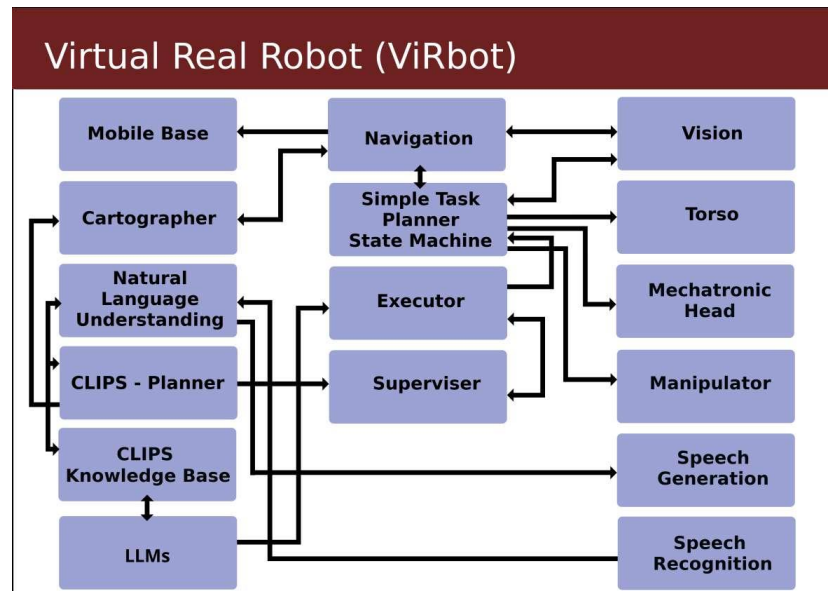 Virtual Real Robot (ViRbot)
Mobile Base
Navigation
Vision
Cartographer
Simple Task
Planner
State Machine
Torso
Natural
Language
Understanding
Executor
Mechatronic
Head
CLIPS - Planner
Superviser
Manipulator
CLIPS
Knowledge Base
Speech
Generation
LLMs
Speech
Recognition